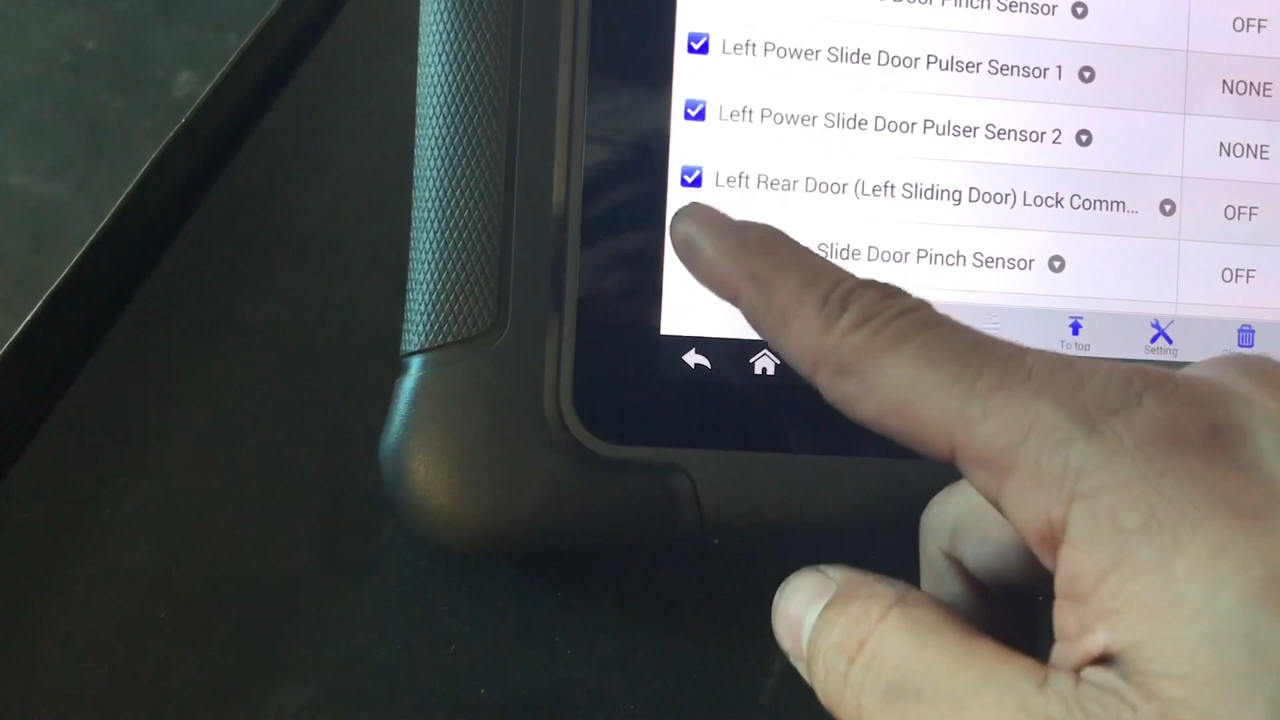 Door Pinch Sensor OFF
Left Power Slide Door Pulser Sensor 1 NONE
Left Power Slide Door Pulser Sensor 2 NONE
Left Rear Door (Left Sliding Door) Lock Comm... OFF
Slide Door Pinch Sensor OFF
To top Setting